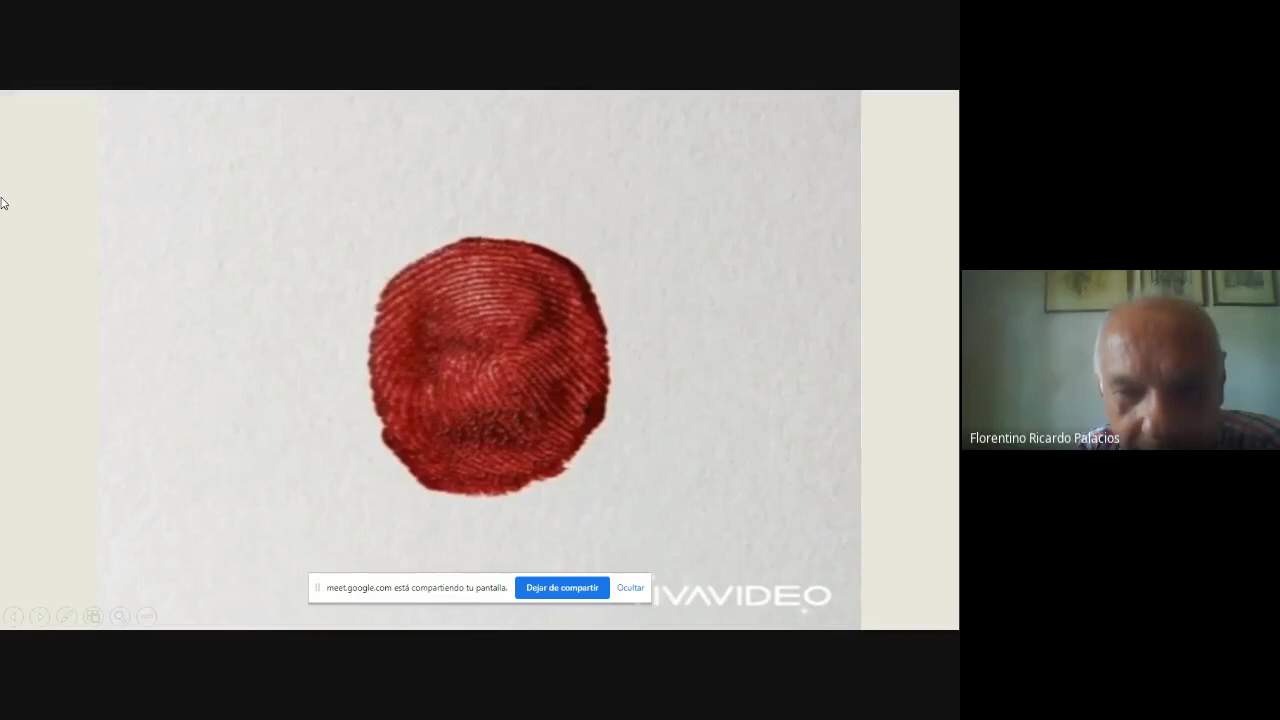 meet.google.com está compartiendo tu pantalla.
Dejar de compartir
Ocultar
IVAVIDEO
Florentino Ricardo Palacios